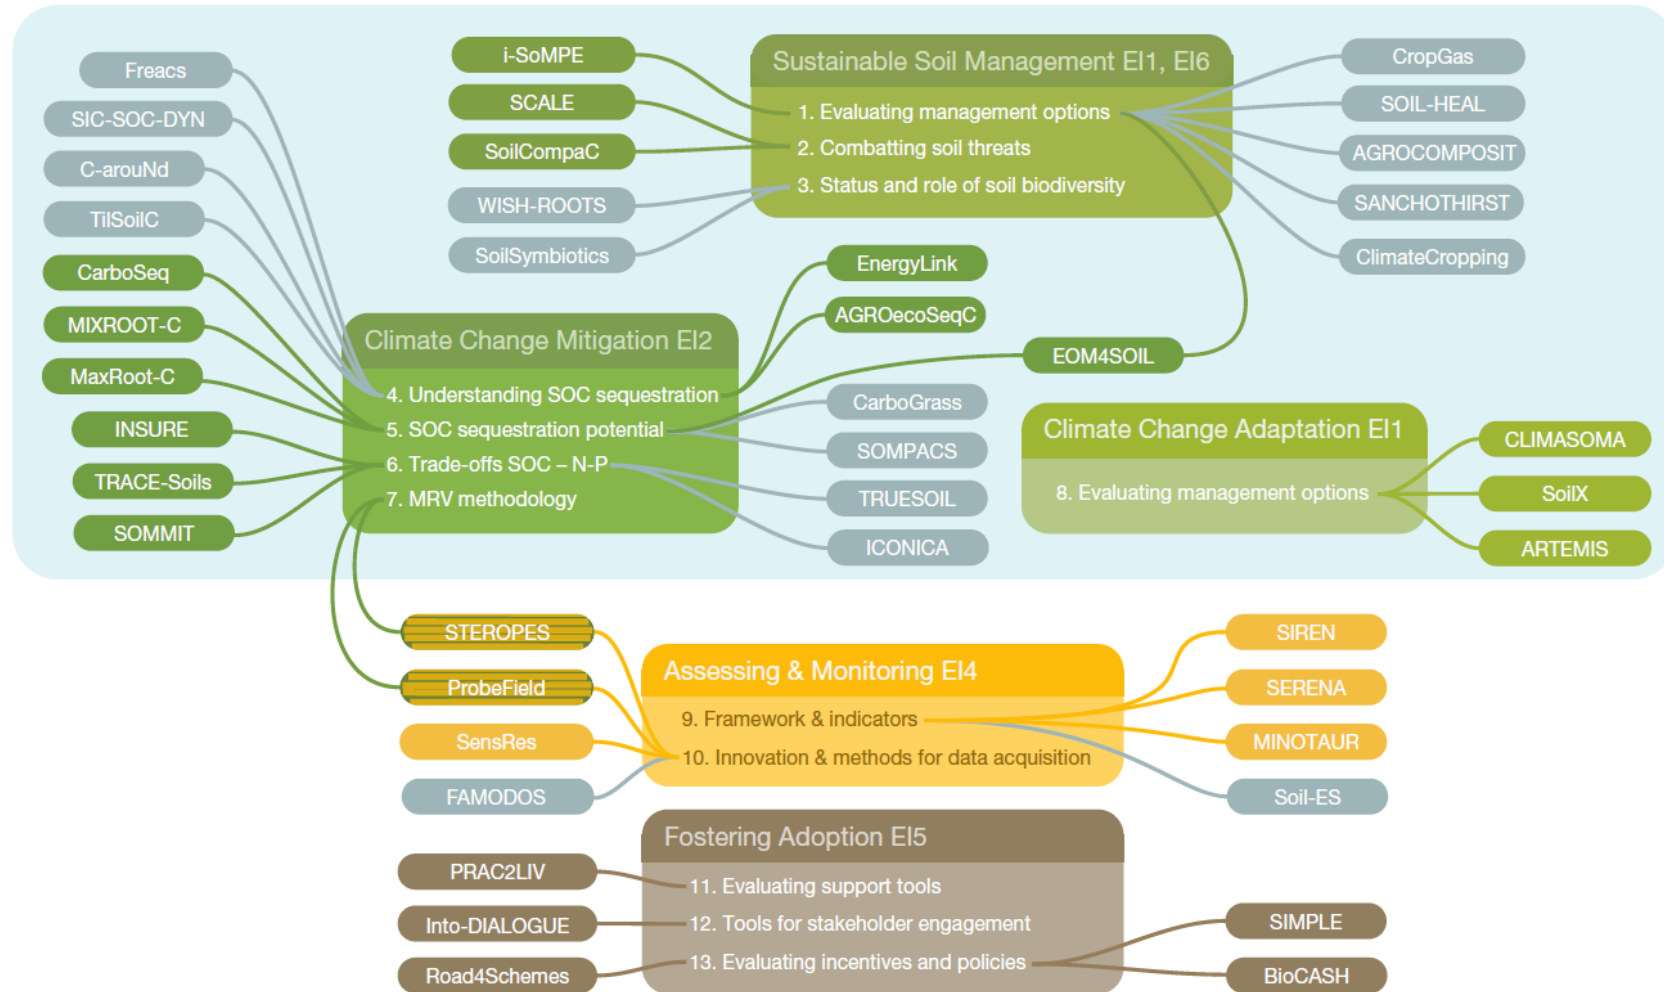 Freacs
SIC-SOC-DYN
C-arouNd
TilSoilC
CarboSeq
MIXROOT-C
MaxRoot-C
INSURE
TRACE-Soils
SOMMIT
i-SoMPE
SCALE
SoilCompaC
WISH-ROOTS
SoilSymbiotics
Sustainable Soil Management EI1, EI6
1. Evaluating management options
2. Combatting soil threats
3. Status and role of soil biodiversity
CropGas
SOIL-HEAL
AGROCOMPOSIT
SANCHOTHIRST
ClimateCropping
Climate Change Mitigation EI2
4. Understanding SOC sequestration
5. SOC sequestration potential
6. Trade-offs SOC – N-P
7. MRV methodology
EnergyLink
AGROecoSeqC
EOM4SOIL
CarboGrass
SOMPACS
TRUESOIL
ICONICA
Climate Change Adaptation EI1
8. Evaluating management options
CLIMASOMA
SoilX
ARTEMIS
STEROPES
ProbeField
SensRes
FAMODOS
Assessing & Monitoring EI4
9. Framework & indicators
10. Innovation & methods for data acquisition
SIREN
SERENA
MINOTAUR
Soil-ES
PRAC2LIV
Into-DIALOGUE
Road4Schemes
Fostering Adoption EI5
11. Evaluating support tools
12. Tools for stakeholder engagement
13. Evaluating incentives and policies
SIMPLE
BioCASH